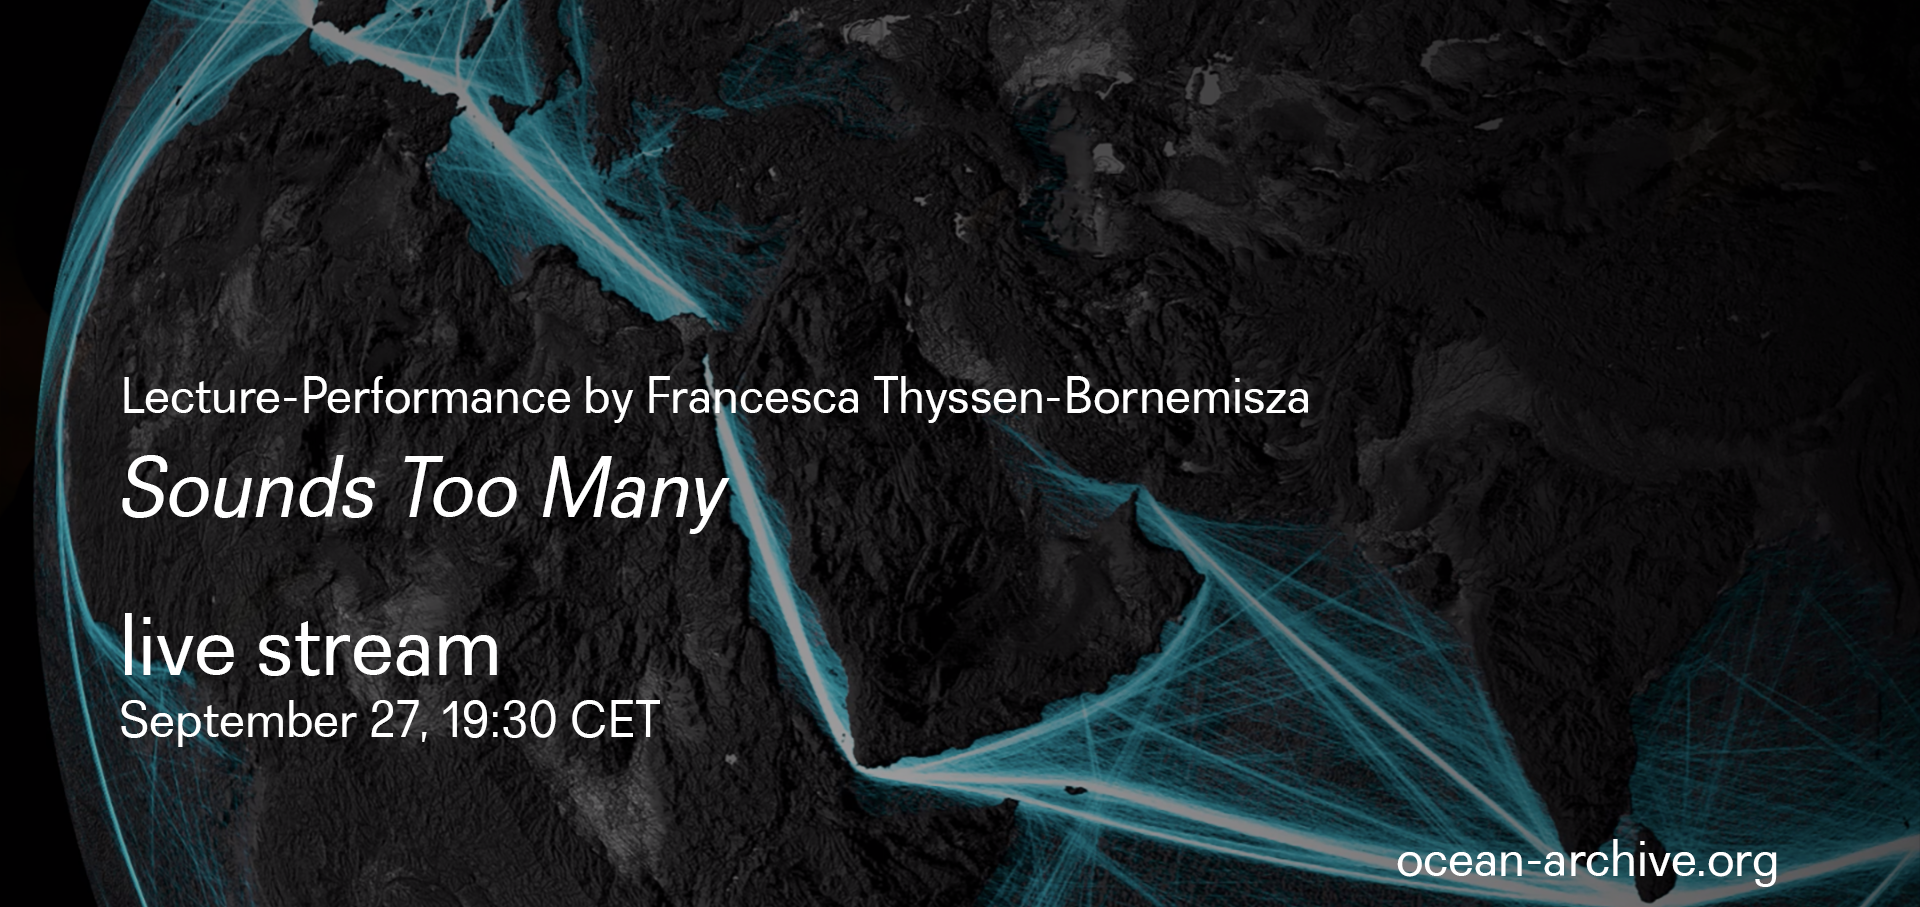 Lecture-Performance by Francesca Thyssen-Bornemisza
Sounds Too Many
live stream
September 27, 19:30 CET
ocean-archive.org